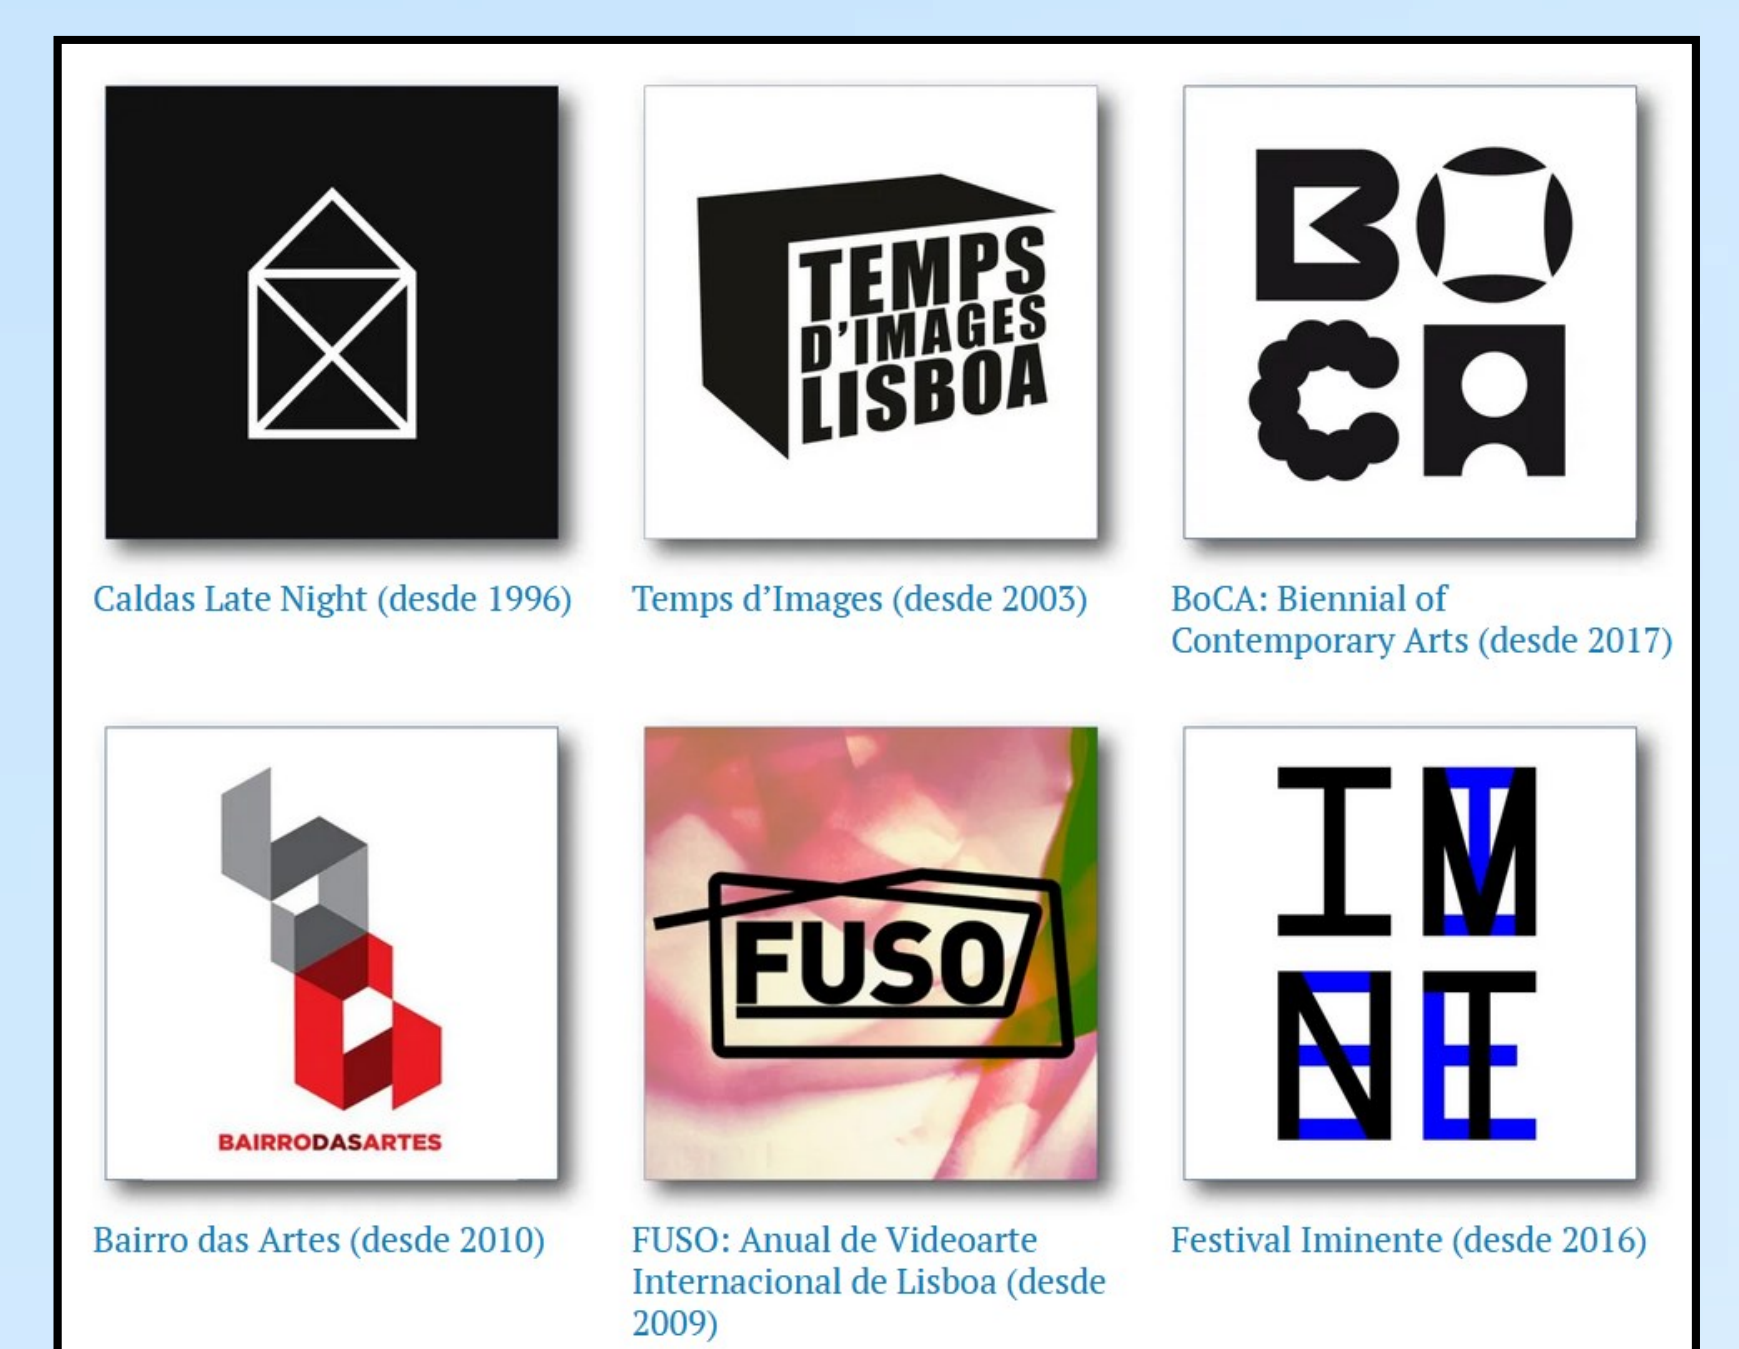 TEMPS
D'IMAGES
LISBOA
BO
CA
Caldas Late Night (desde 1996)
Temps d’Images (desde 2003)
BoCA: Biennial of
Contemporary Arts (desde 2017)
BAIRRODASARTES
FUSO
IM
NE
Bairro das Artes (desde 2010)
FUSO: Anual de Videoarte
Internacional de Lisboa (desde
2009)
Festival Iminente (desde 2016)